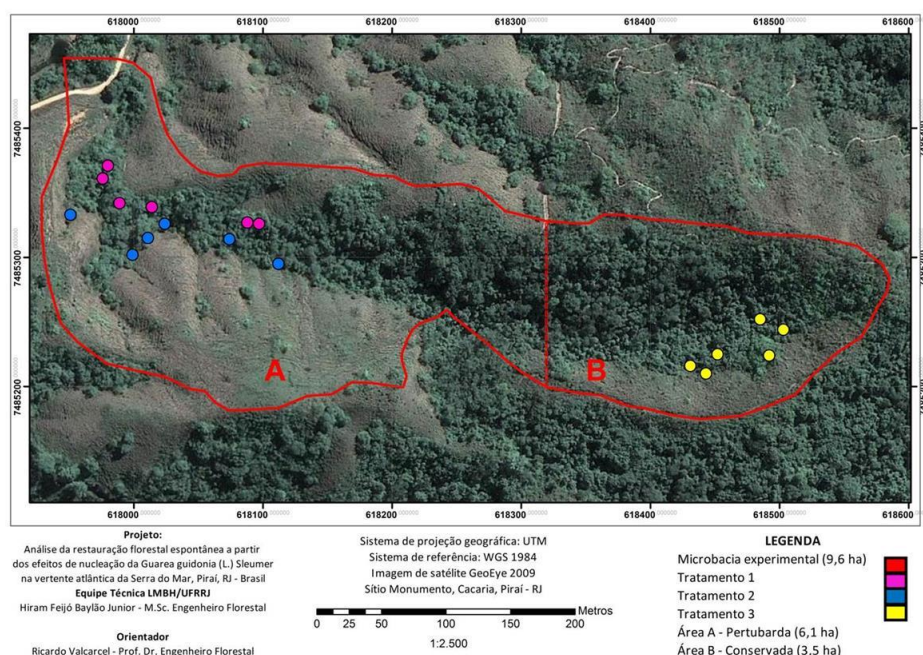 618000 618100 618200 618300 618400 618500 618600
7485400
7485300
7485200
A
B
618000 618100 618200 618300 618400 618500 618600
Projeto:
Análise da restauração florestal espontânea a partir
dos efeitos de nucleação da Guarea guidonia (L.) Sleumer
na vertente atlântica da Serra do Mar, Piraí, RJ - Brasil
Equipe Técnica LMBH/UFRRJ
Hiram Feijó Baylão Junior - M.Sc. Engenheiro Florestal
Orientador
Ricardo Valcarcel - Prof. Dr. Engenheiro Florestal
Sistema de projeção geográfica: UTM
Sistema de referência: WGS 1984
Imagem de satélite GeoEye 2009
Sítio Monumento, Cacaria, Piraí - RJ
Metros
0 25 50 100 150 200
1:2.500
LEGENDA
Microbacia experimental (9,6 ha)
Tratamento 1
Tratamento 2
Tratamento 3
Área A - Pertubarda (6,1 ha)
Área B - Conservada (3,5 ha)